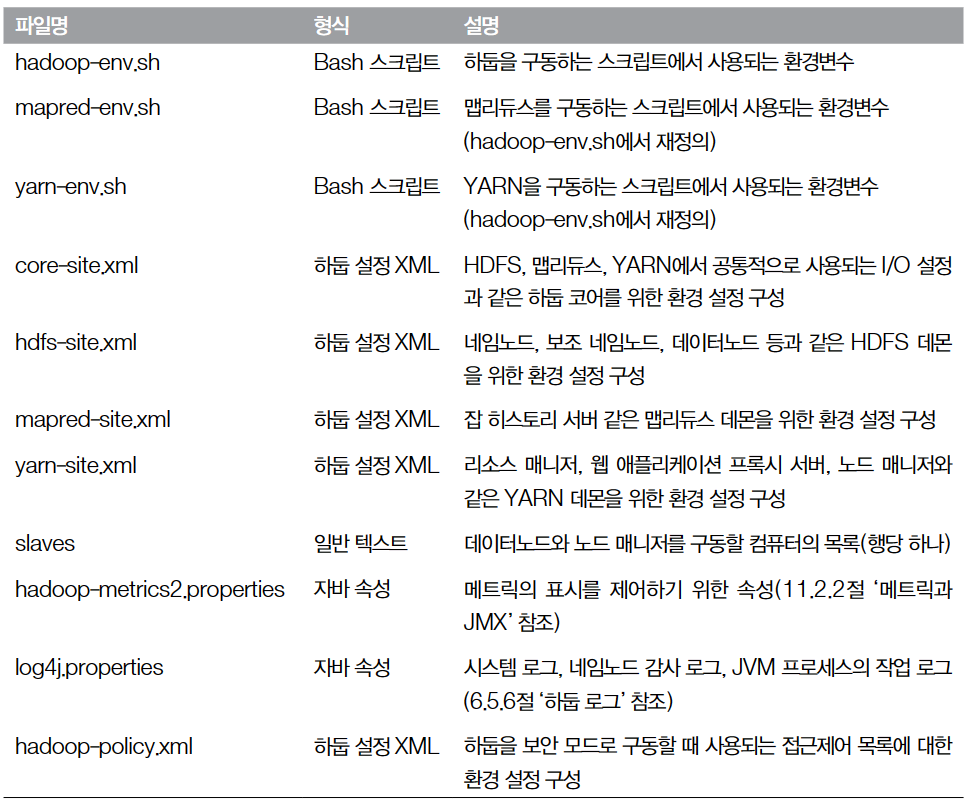 파일명 형식 설명
hadoop-env.sh Bash 스크립트 하둡을 구동하는 스크립트에서 사용되는 환경변수
mapred-env.sh Bash 스크립트 맵리듀스를 구동하는 스크립트에서 사용되는 환경변수
(hadoop-env.sh에서 재정의)
yarn-env.sh Bash 스크립트 YARN을 구동하는 스크립트에서 사용되는 환경변수
(hadoop-env.sh에서 재정의)
core-site.xml 하둡 설정 XML HDFS, 맵리듀스, YARN에서 공통적으로 사용되는 I/O 설정
과 같은 하둡 코어를 위한 환경 설정 구성
hdfs-site.xml 하둡 설정 XML 네임노드, 보조 네임노드, 데이터노드 등과 같은 HDFS 데몬
을 위한 환경 설정 구성
mapred-site.xml 하둡 설정 XML 잡 히스토리 서버 같은 맵리듀스 데몬을 위한 환경 설정 구성
yarn-site.xml 하둡 설정 XML 리소스 매니저, 웹 애플리케이션 프록시 서버, 노드 매니저와
같은 YARN 데몬을 위한 환경 설정 구성
slaves 일반 텍스트 데이터노드와 노드 매니저를 구동할 컴퓨터의 목록(행당 하나)
hadoop-metrics2.properties 자바 속성 메트릭의 표시를 제어하기 위한 속성(11.2.2절 ‘메트릭과
JMX’ 참조)
log4j.properties 자바 속성 시스템 로그, 네임노드 감사 로그, JVM 프로세스의 작업 로그
(6.5.6절 ‘하둡 로그’ 참조)
hadoop-policy.xml 하둡 설정 XML 하둡을 보안 모드로 구동할 때 사용되는 접근제어 목록에 대한
환경 설정 구성